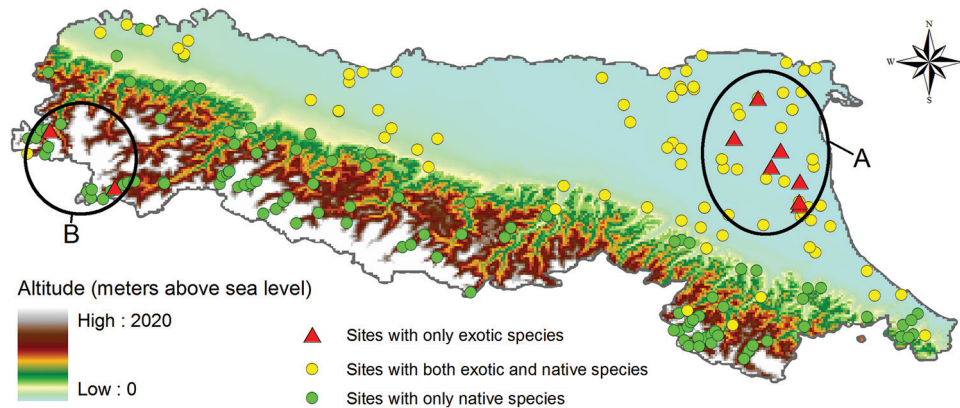 N
W
E
S
A
B
Altitude (meters above sea level)
High : 2020
Low : 0
Sites with only exotic species
Sites with both exotic and native species
Sites with only native species